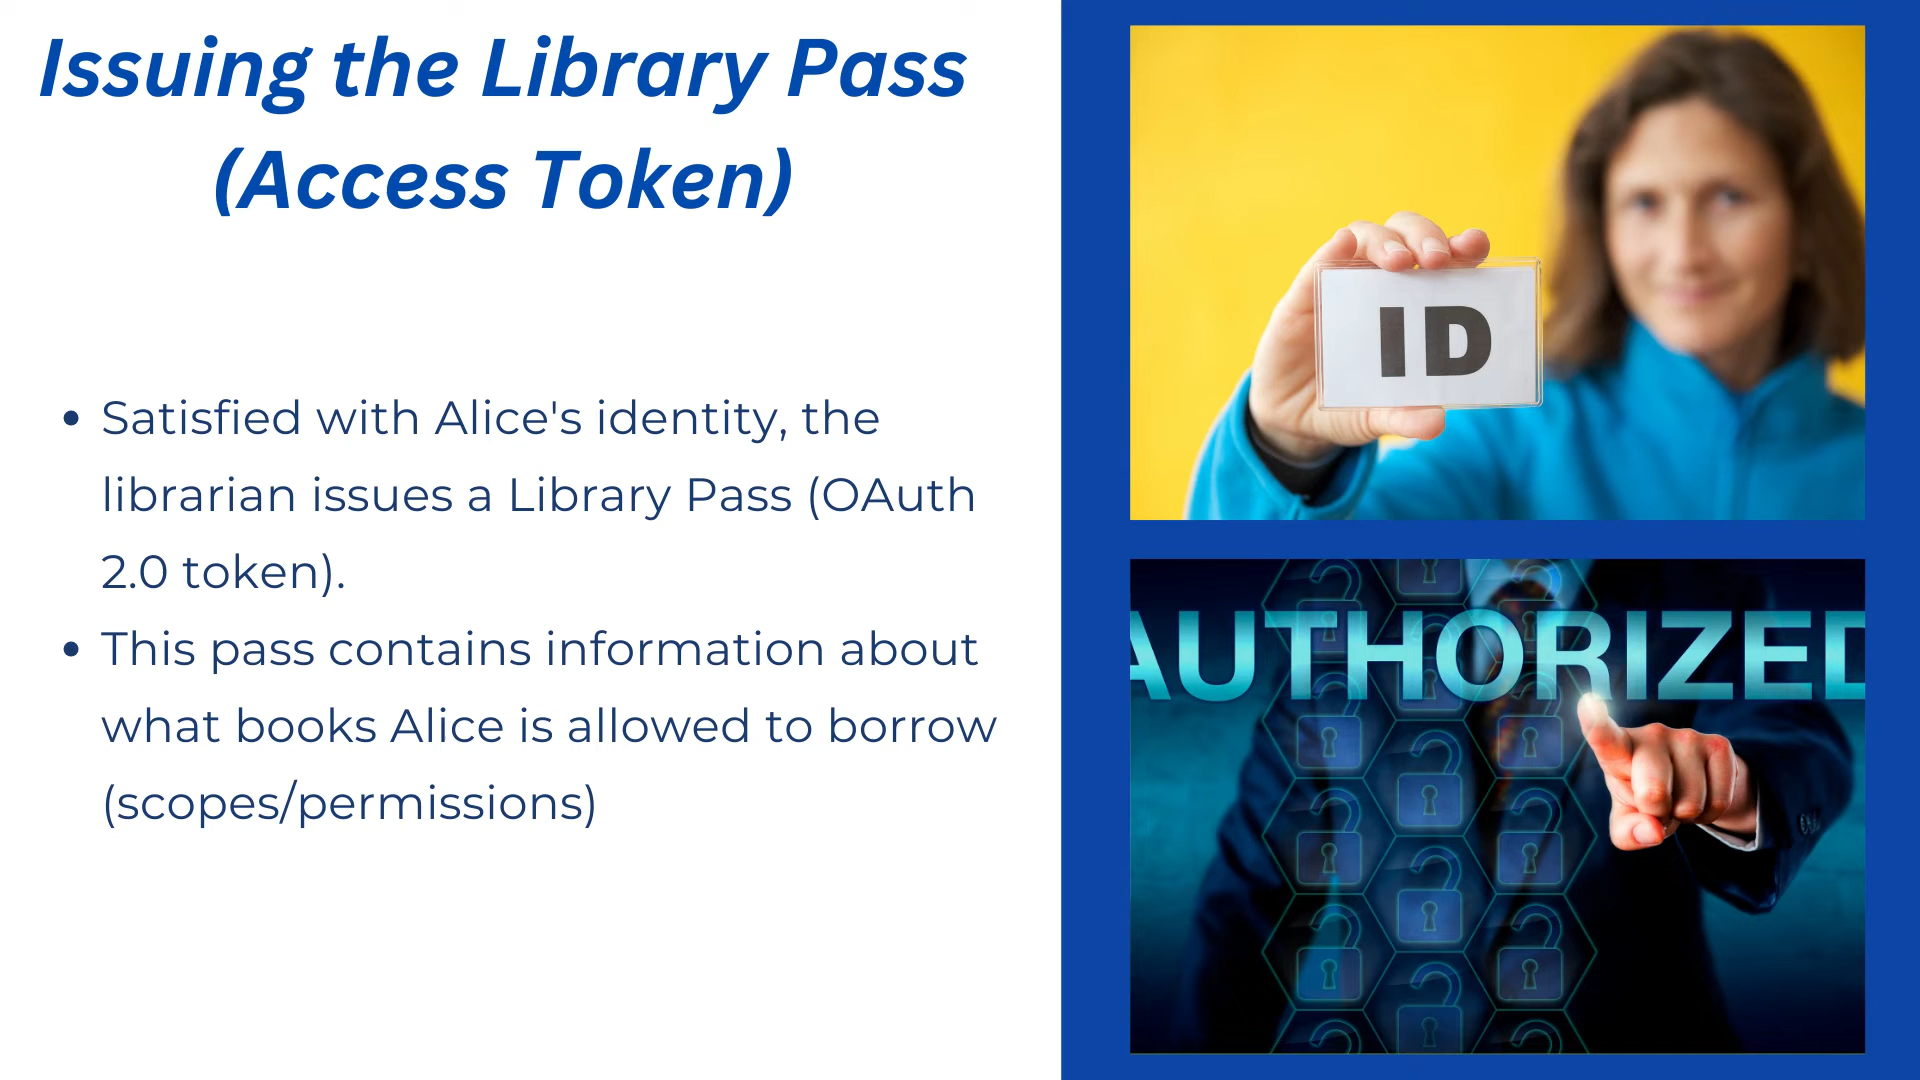 Issuing the Library Pass
(Access Token)
• Satisfied with Alice's identity, the
librarian issues a Library Pass (OAuth
2.0 token).
• This pass contains information about
what books Alice is allowed to borrow
(scopes/permissions)
ID
AUTHORIZED